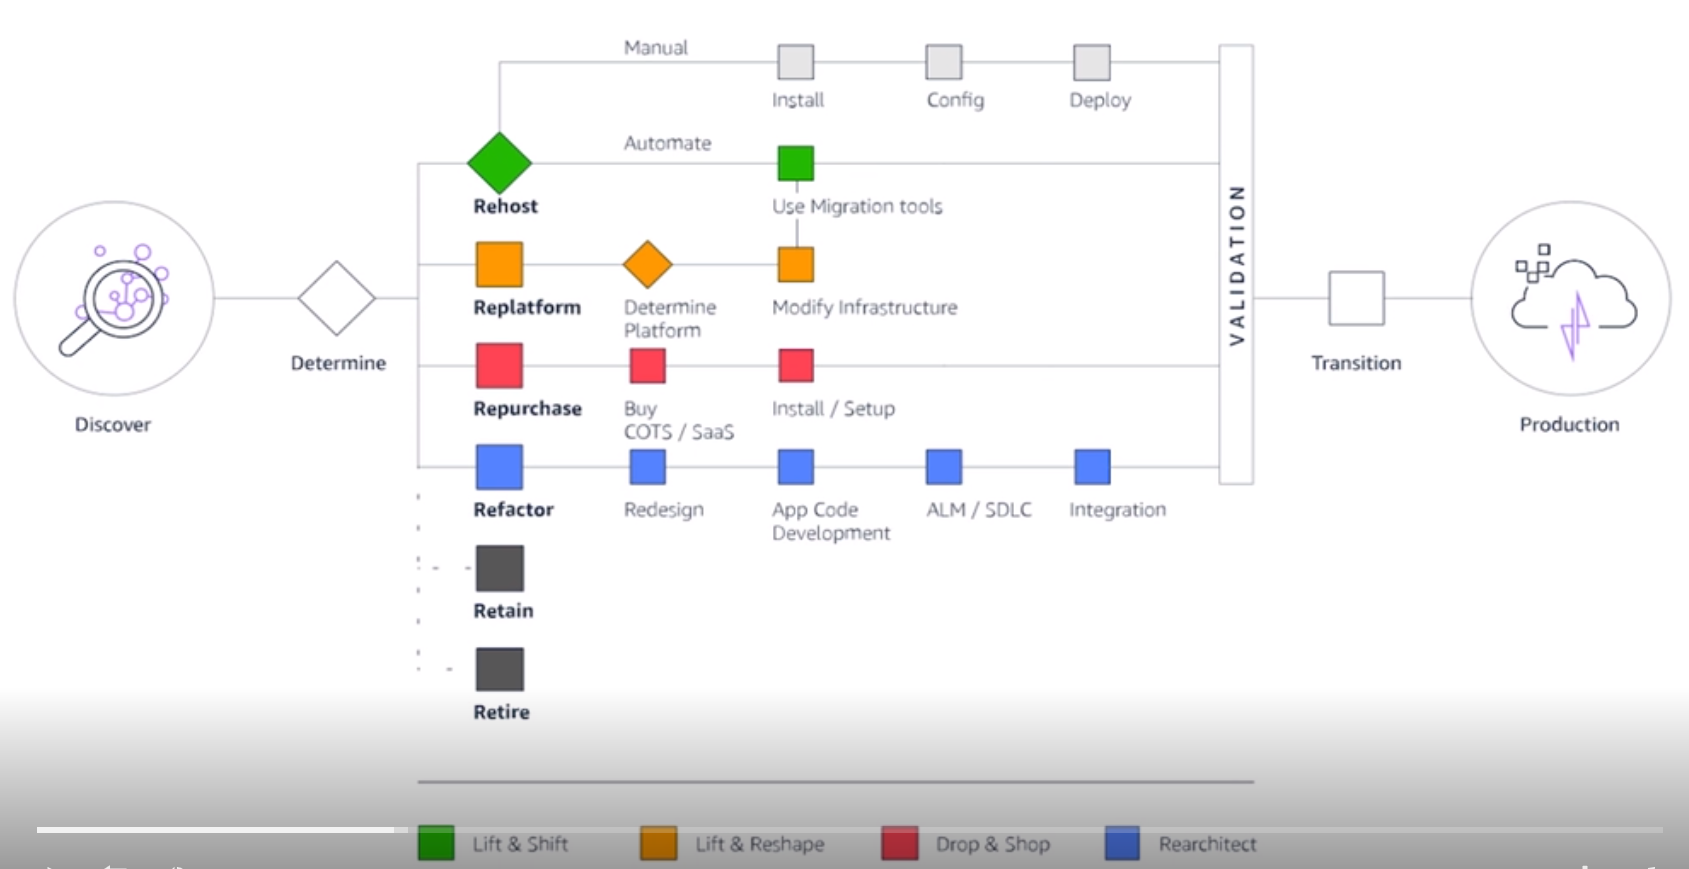 Manual
Install
Config
Deploy
Automate
Rehost
Use Migration tools
Replatform
Determine
Platform
Modify Infrastructure
Determine
Discover
Repurchase
Buy
COTS / SaaS
Install / Setup
Refactor
Redesign
App Code
Development
ALM / SDLC
Integration
Retain
Retire
VALIDATION
Transition
Production
Lift & Shift
Lift & Reshape
Drop & Shop
Rearchitect